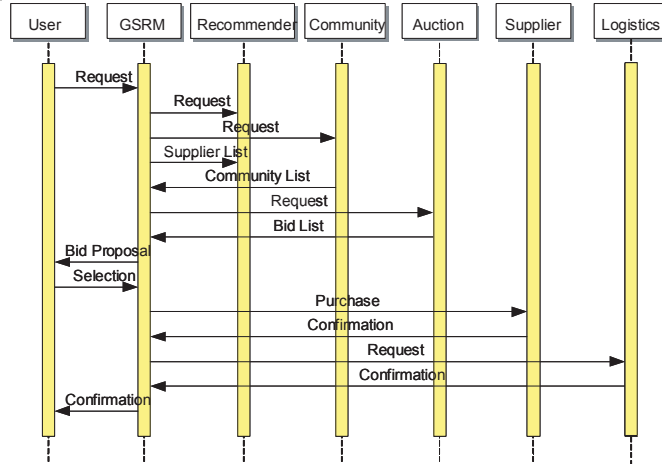 User GSRM Recommender Community Auction Supplier Logistics
Request
Request
Request
Supplier List
Community List
Request
Bid List
Bid Proposal
Selection
Purchase
Confirmation
Request
Confirmation
Confirmation